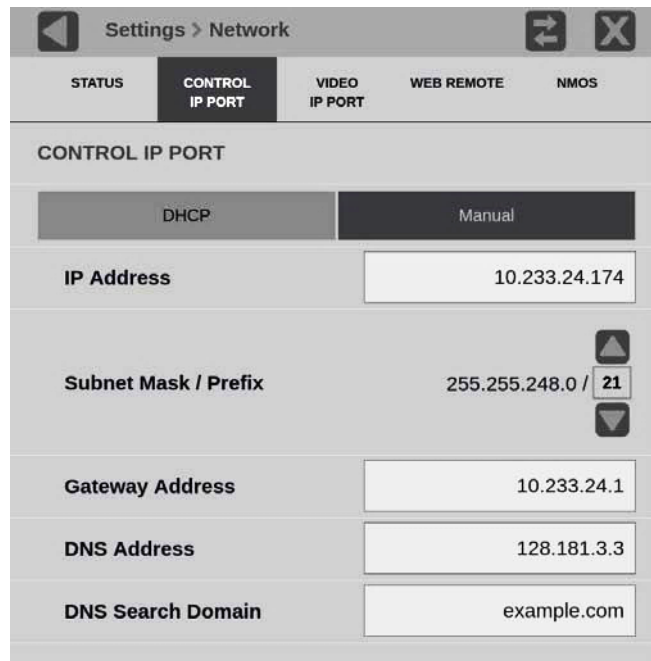 Settings > Network
STATUS
CONTROL
IP PORT
VIDEO
IP PORT
WEB REMOTE
NMOS
CONTROL IP PORT
DHCP
Manual
IP Address
10.233.24.174
Subnet Mask / Prefix
255.255.248.0 / 21
Gateway Address
10.233.24.1
DNS Address
128.181.3.3
DNS Search Domain
example.com